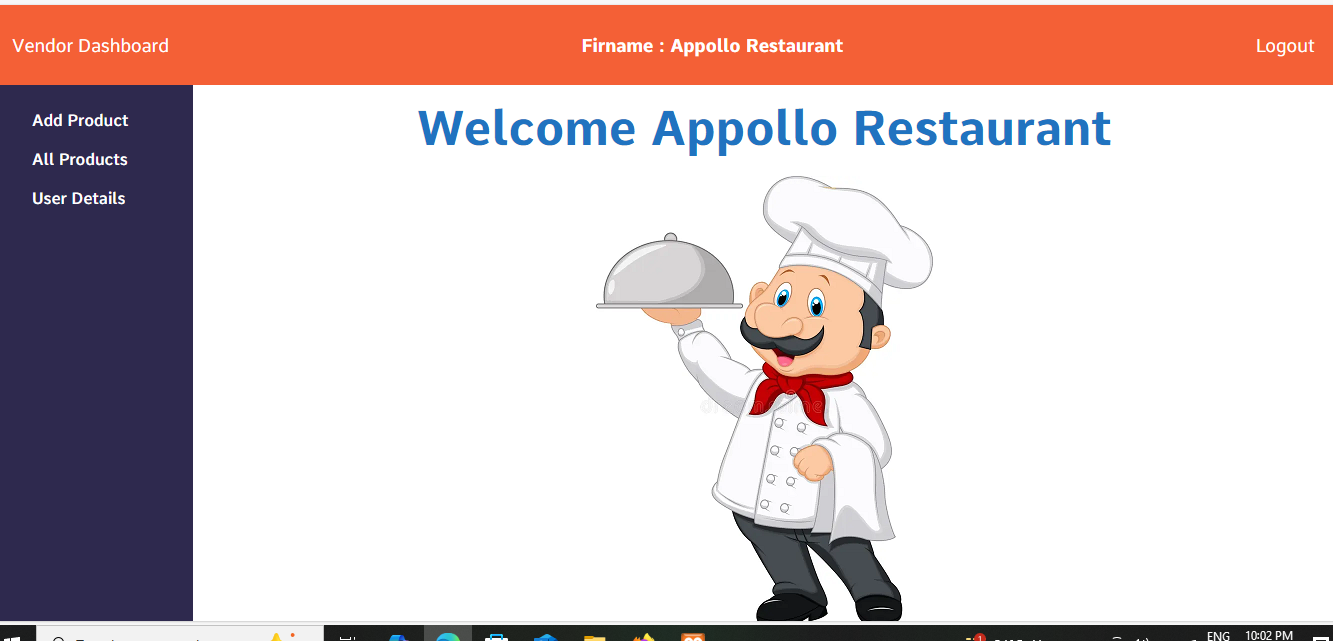 Vendor Dashboard
Firname : Appollo Restaurant
Logout
Add Product
All Products
User Details
Welcome Appollo Restaurant
ENG
10:02 PM